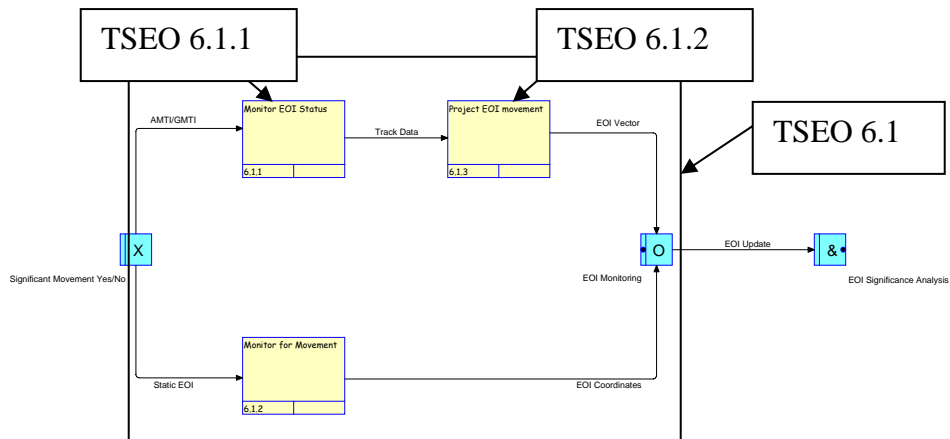 TSEO 6.1.1
TSEO 6.1.2
Monitor EOI Status
Project EOI movement
AMTI/GMTI
Track Data
EOI Vector
TSEO 6.1
6.1.1
6.1.3
X
O
EOI Update
&
Significant Movement Yes/No
EOI Monitoring
EOI Significance Analysis
Monitor for Movement
Static EOI
EOI Coordinates
6.1.2